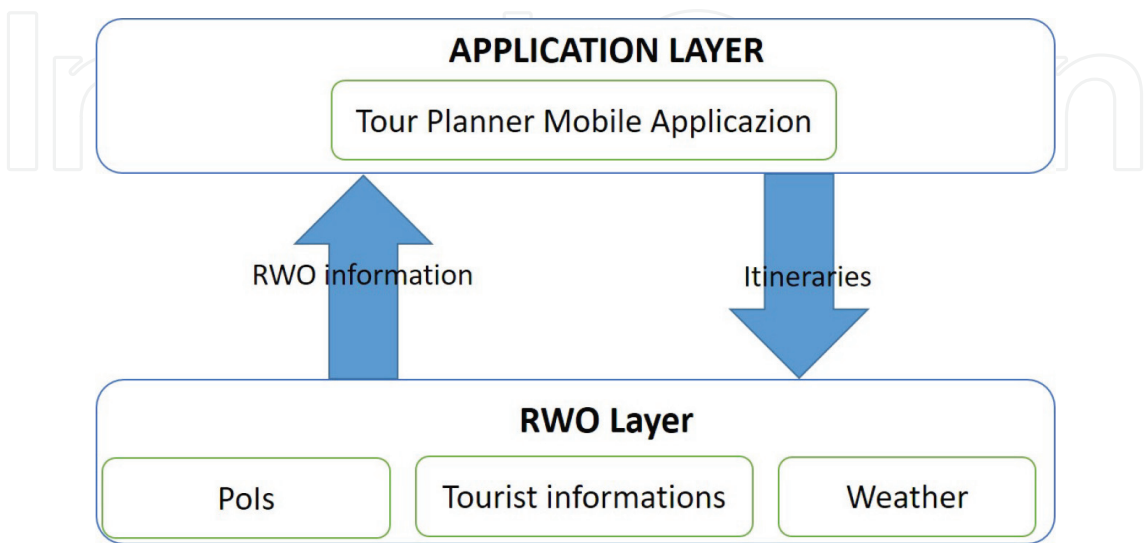 APPLICATION LAYER
Tour Planner Mobile Applicazion
RWO information
Itineraries
RWO Layer
PoIs
Tourist informations
Weather